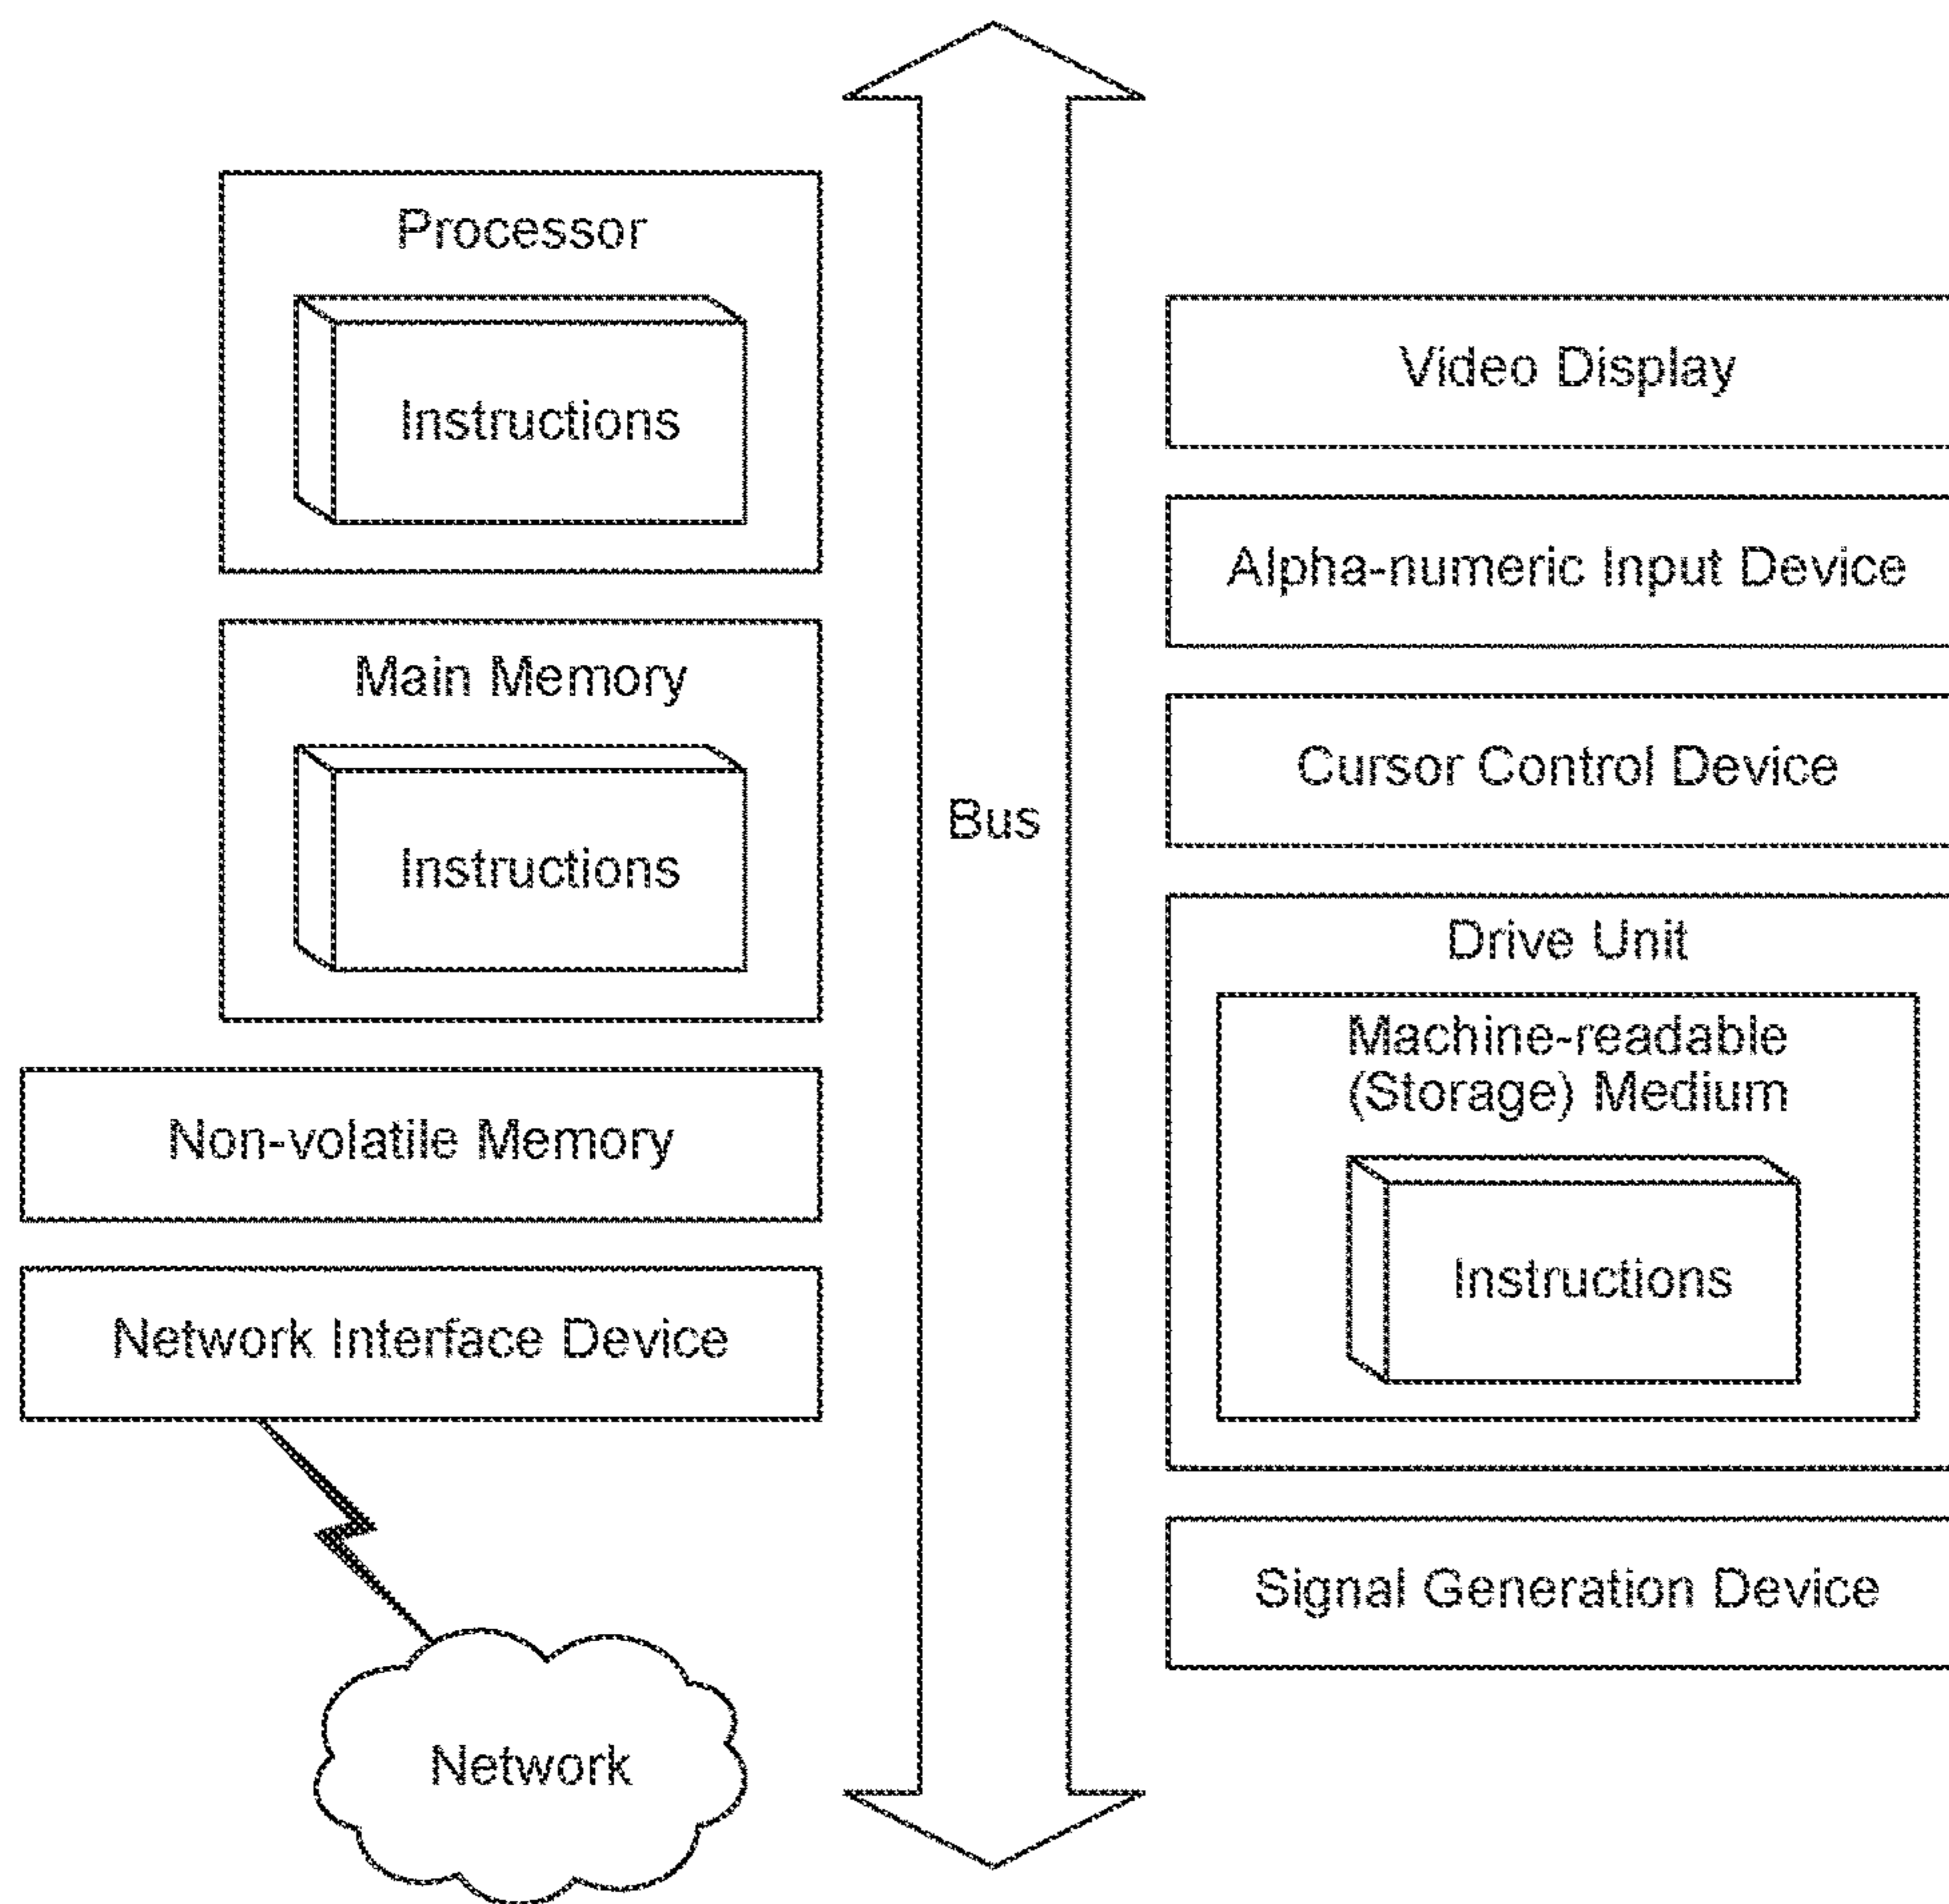 Processor
Instructions
Main Memory
Instructions
Non-volatile Memory
Network Interface Device
Network
Bus
Video Display
Alpha-numeric Input Device
Cursor Control Device
Drive Unit
Machine-readable
(Storage) Medium
Instructions
Signal Generation Device